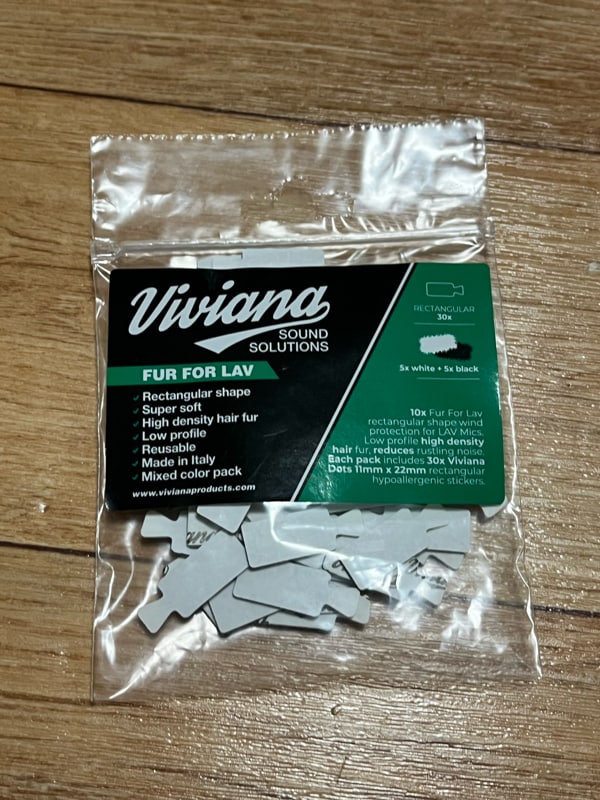 Viviana
SOUND
SOLUTIONS
FUR FOR LAV
Rectangular shape
Super soft
High density hair fur
Low profile
Reusable
Made in Italy
Mixed color pack
www.vivianaproducts.com
RECTANGULAR
30x
5x white + 5x black
10x Fur For Lav
rectangular shape wind
protection for LAV Mics.
Low profile high density
hair fur, reduces rustling noise.
Each pack includes 30x Viviana
Dots 11mm x 22mm rectangular
hypoallergenic stickers.